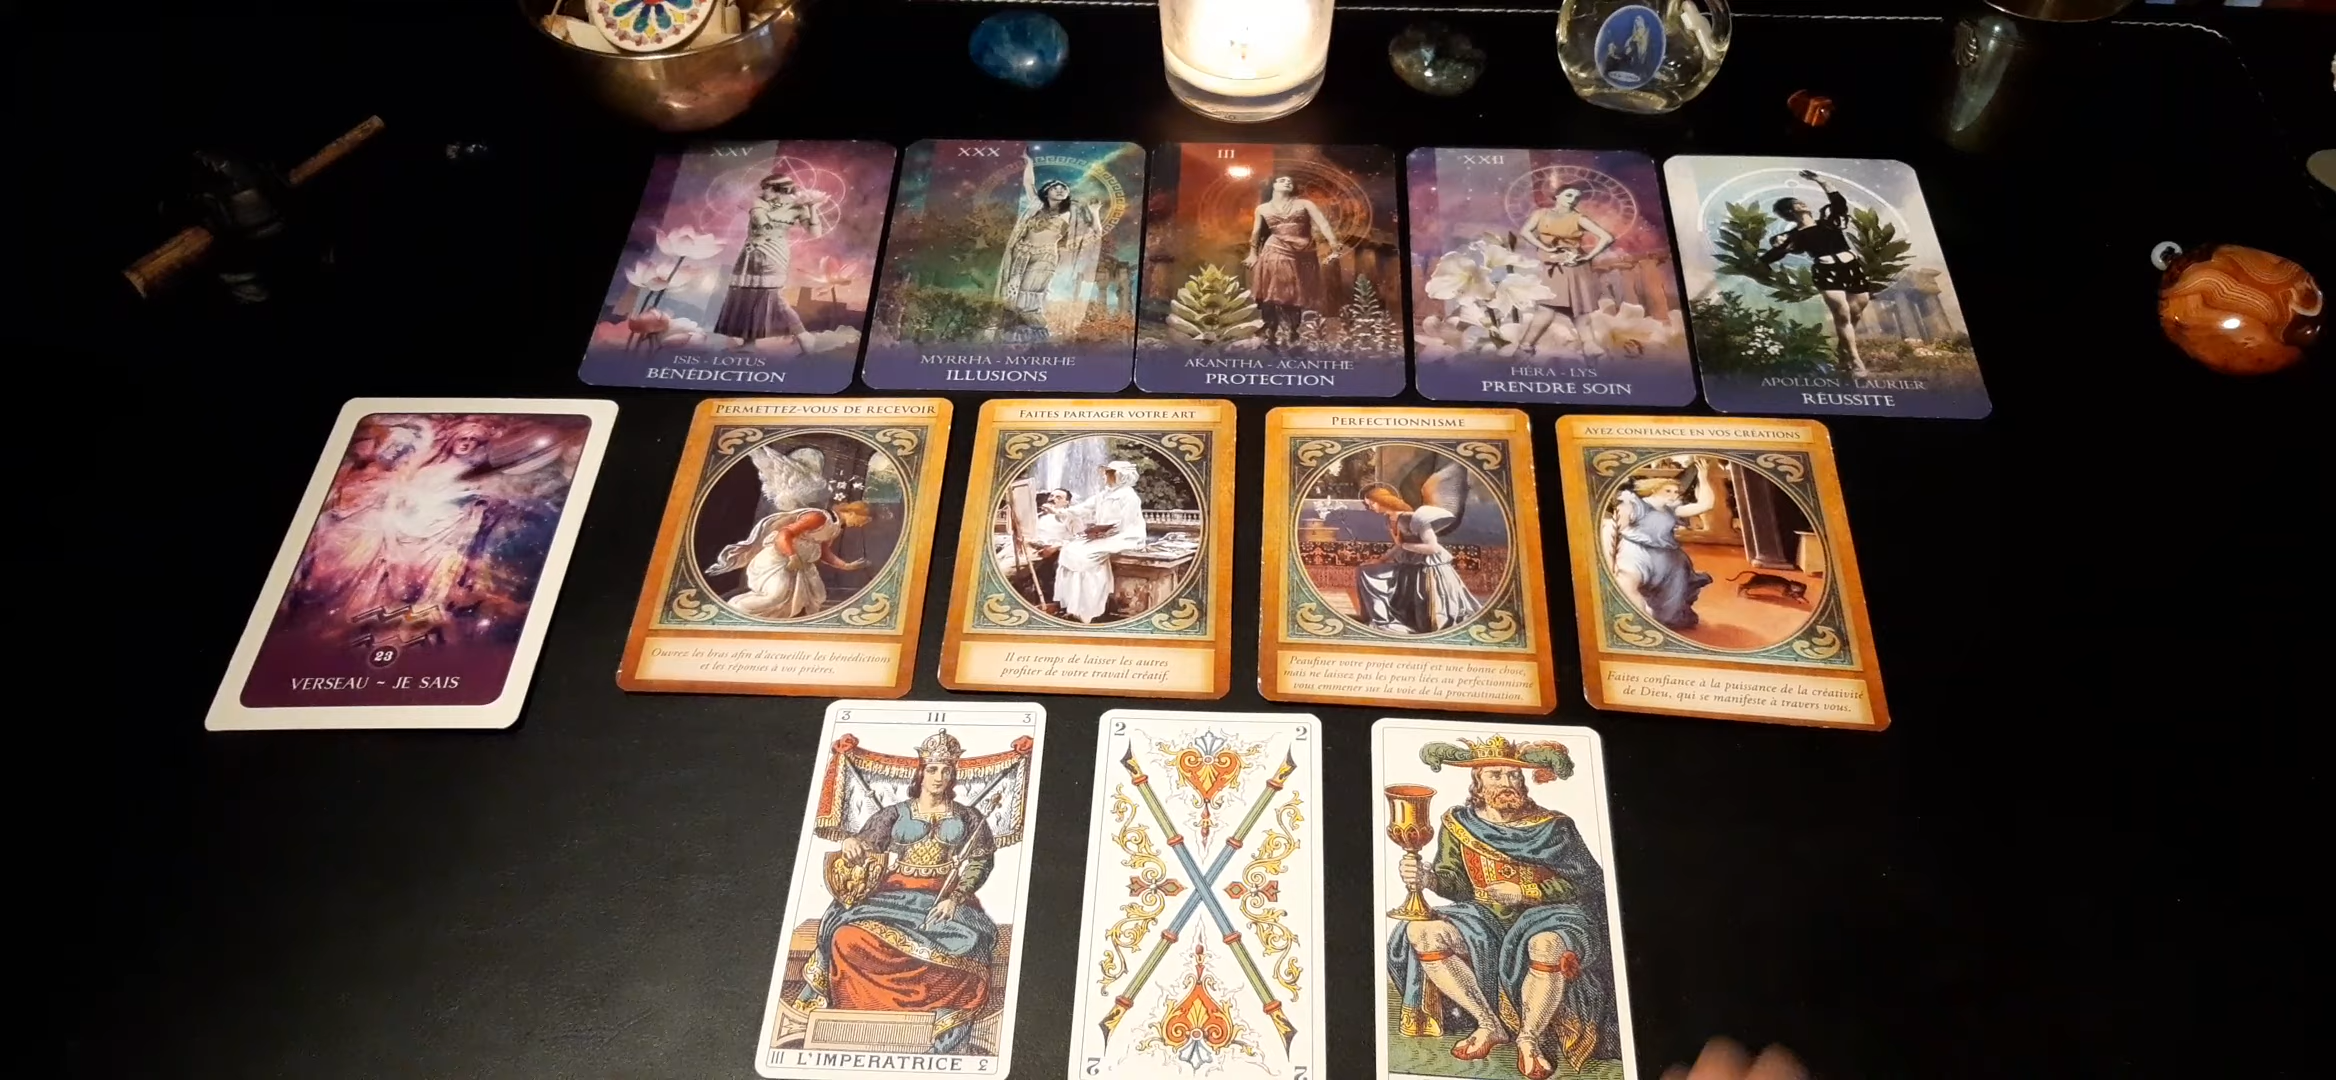 XXV
ISIS - LOTUS
BÉNÉDICTION
XXX
MYRRHA - MYRRHE
ILLUSIONS
III
AKANTHA - ACANTHE
PROTECTION
XXII
HÉRA - LYS
PRENDRE SOIN
APOLLON - LAURIER
RÉUSSITE
23
VERSEAU ~ JE SAIS
PERMETTEZ-VOUS DE RECEVOIR
Ouvrez les bras afin d'accueillir les bénédictions
et les réponses à vos prières.
FAITES PARTAGER VOTRE ART
Il est temps de laisser les autres
profiter de votre travail créatif.
PERFECTIONNISME
Peaufiner votre projet créatif est une bonne chose,
mais ne laissez pas les peurs liées au perfectionnisme
vous emmener sur la voie de la procrastination.
AYEZ CONFIANCE EN VOS CRÉATIONS
Faites confiance à la puissance de la créativité
de Dieu, qui se manifeste à travers vous.
3 III 3
III L'IMPERATRICE 3
2 2
2 2